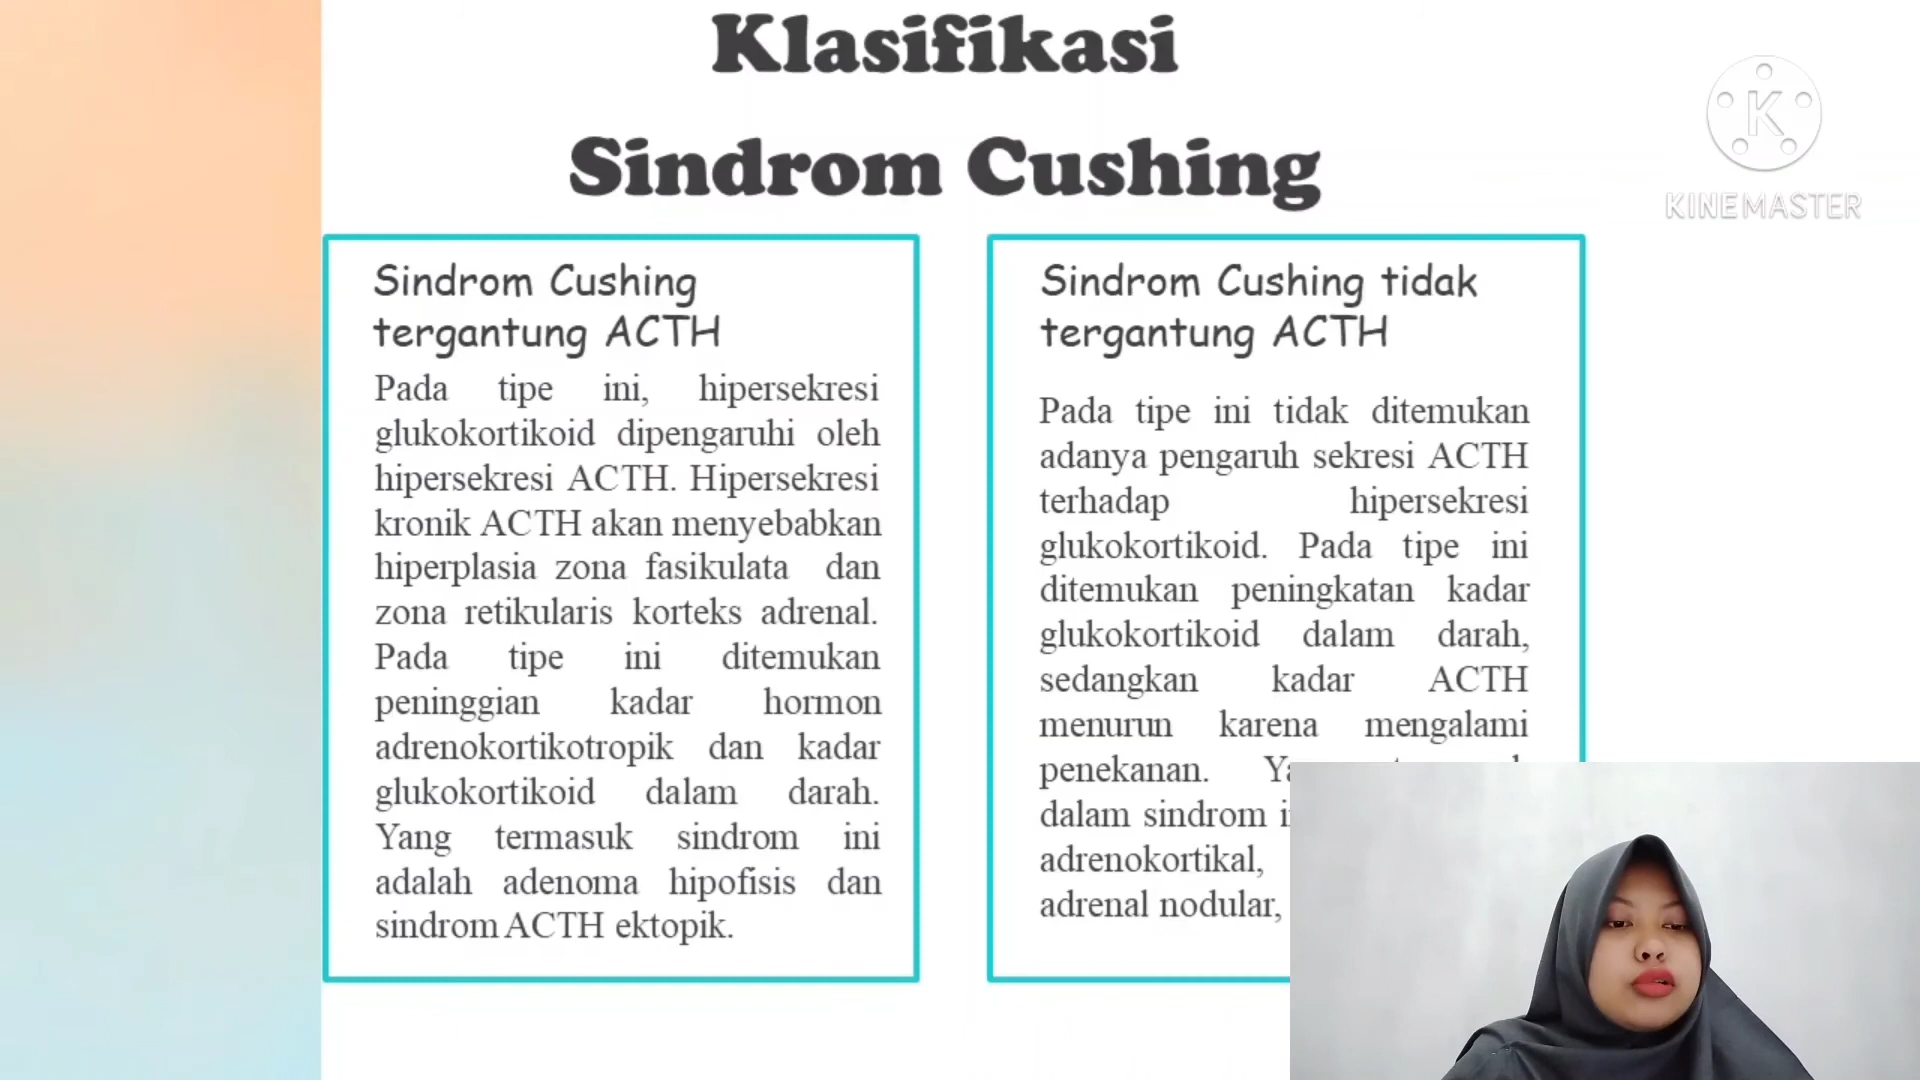 Klasifikasi
Sindrom Cushing
K
KINEMASTER
Sindrom Cushing
tergantung ACTH
Pada tipe ini, hipersekresi
glukokortikoid dipengaruhi oleh
hipersekresi ACTH. Hipersekresi
kronik ACTH akan menyebabkan
hiperplasia zona fasikulata dan
zona retikularis korteks adrenal.
Pada tipe ini ditemukan
peninggian kadar hormon
adrenokortikotropik dan kadar
glukokortikoid dalam darah.
Yang termasuk sindrom ini
adalah adenoma hipofisis dan
sindrom ACTH ektopik.
Sindrom Cushing tidak
tergantung ACTH
Pada tipe ini tidak ditemukan
adanya pengaruh sekresi ACTH
terhadap hipersekresi
glukokortikoid. Pada tipe ini
ditemukan peningkatan kadar
glukokortikoid dalam darah,
sedangkan kadar ACTH
menurun karena mengalami
penekanan.
dalam sindrom
adrenokortikal,
adrenal nodular,